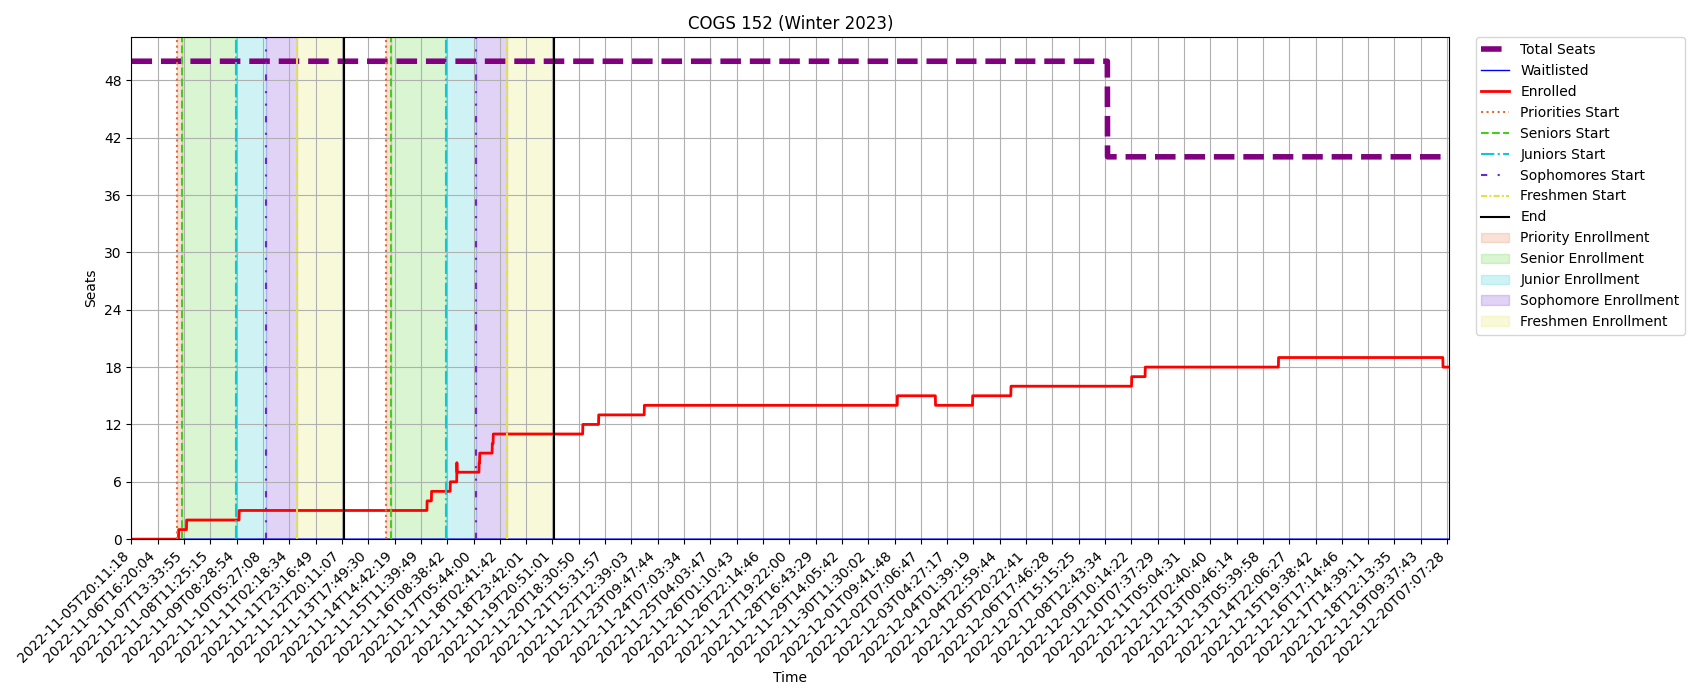 COGS 152 (Winter 2023)
Seats
48
42
36
30
24
18
12
6
0
2022-11-05T20:11:18
2022-11-06T16:20:04
2022-11-07T13:33:55
2022-11-08T11:25:15
2022-11-09T08:28:54
2022-11-10T05:27:08
2022-11-11T02:18:34
2022-11-11T23:16:49
2022-11-12T20:11:07
2022-11-13T17:49:30
2022-11-14T14:42:19
2022-11-15T11:39:49
2022-11-16T08:38:42
2022-11-17T05:44:00
2022-11-18T02:41:42
2022-11-18T23:42:01
2022-11-19T20:51:01
2022-11-20T18:30:50
2022-11-21T15:31:57
2022-11-22T12:39:03
2022-11-23T09:47:44
2022-11-24T07:03:34
2022-11-25T04:03:47
2022-11-26T01:10:43
2022-11-26T22:14:46
2022-11-27T19:22:00
2022-11-28T16:43:29
2022-11-29T14:05:42
2022-11-30T11:30:02
2022-12-01T09:41:48
2022-12-02T07:06:47
2022-12-03T04:27:17
2022-12-04T01:39:19
2022-12-04T22:59:44
2022-12-05T20:22:41
2022-12-06T17:46:28
2022-12-07T15:15:25
2022-12-08T12:43:34
2022-12-09T10:14:22
2022-12-10T07:37:29
2022-12-11T05:04:31
2022-12-12T02:40:40
2022-12-13T00:46:14
2022-12-13T05:39:58
2022-12-14T22:06:27
2022-12-15T19:38:42
2022-12-16T17:14:46
2022-12-17T14:39:11
2022-12-18T12:13:35
2022-12-19T09:37:43
2022-12-20T07:07:28
Time
Total Seats
Waitlisted
Enrolled
Priorities Start
Seniors Start
Juniors Start
Sophomores Start
Freshmen Start
End
Priority Enrollment
Senior Enrollment
Junior Enrollment
Sophomore Enrollment
Freshmen Enrollment